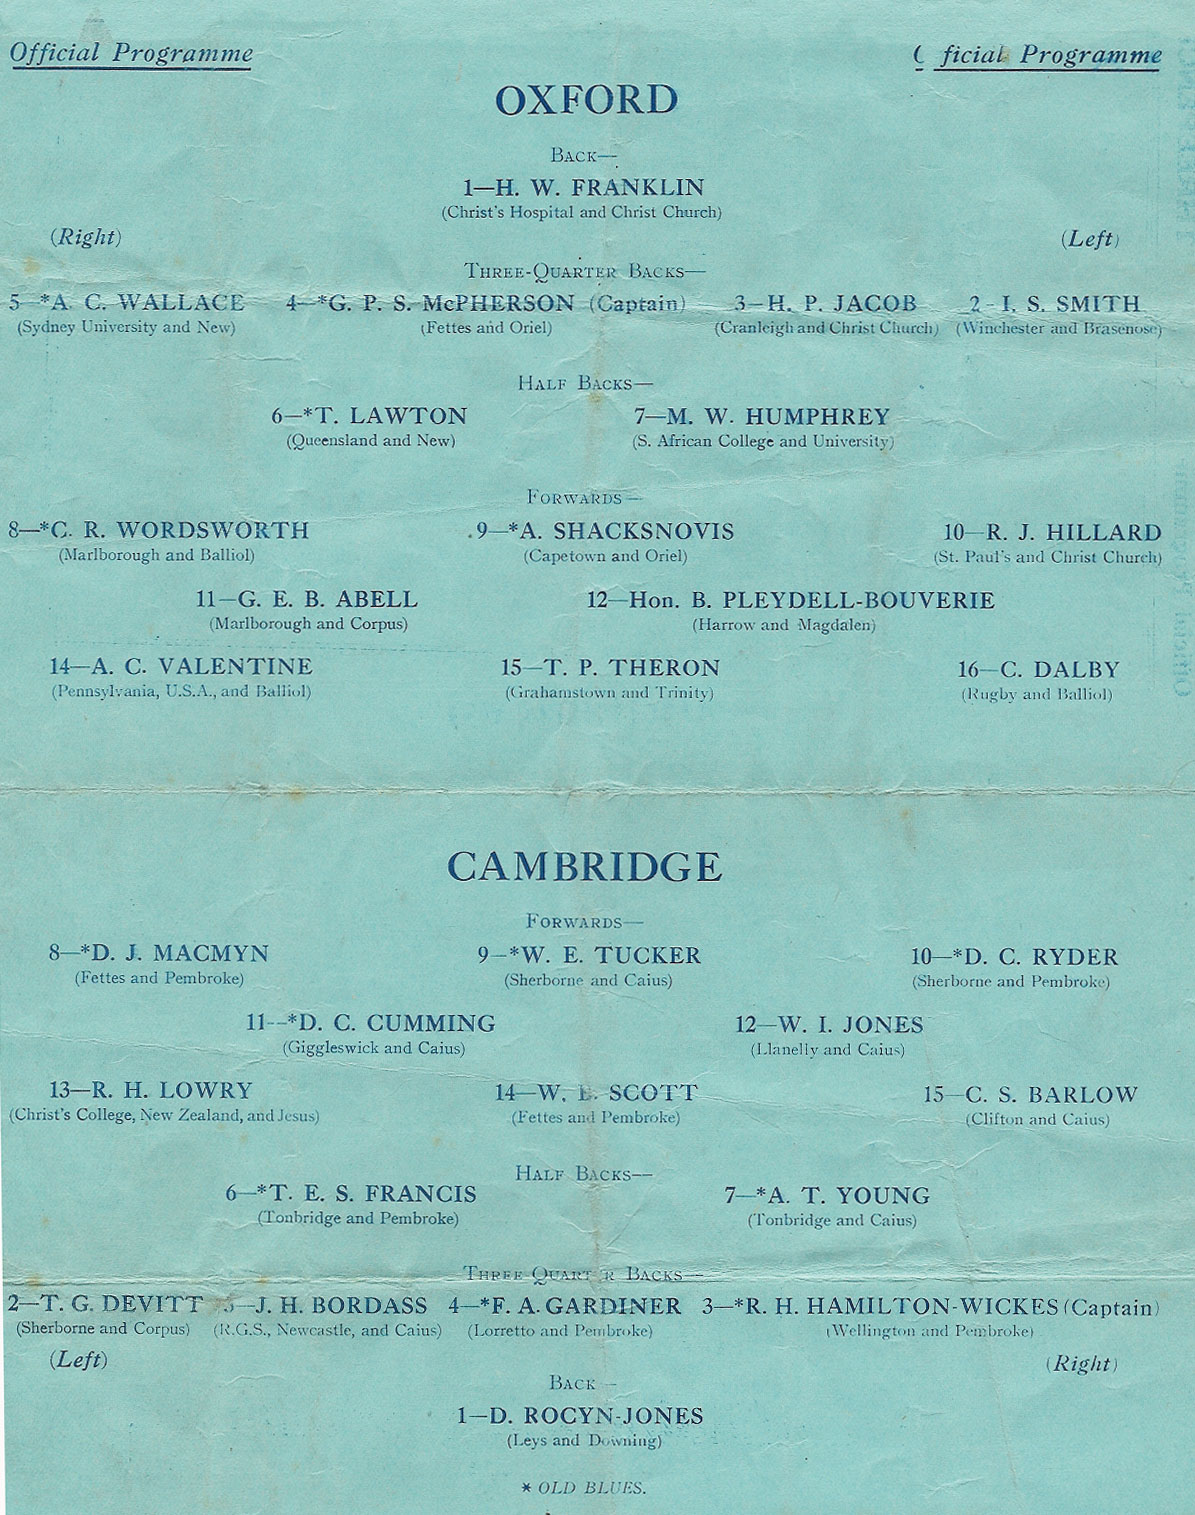 Official Programme ficial Programme
OXFORD
BACK—
1—H. W. FRANKLIN
(Christ's Hospital and Christ Church)
(Right) (Left)
THREE-QUARTER BACKS—
5 *A. C. WALLACE 4—*G. P. S. McPHERSON (Captain) 3—H. P. JACOB 2 - I. S. SMITH
(Sydney University and New) (Fettes and Oriel) (Cranleigh and Christ Church) (Winchester and Brasenose)
HALF BACKS—
6—*T. LAWTON 7—M. W. HUMPHREY
(Queensland and New) (S. African College and University)
FORWARDS—
8—*C. R. WORDSWORTH 9—*A. SHACKSNOVIS 10—R. J. HILLARD
(Marlborough and Balliol) (Capetown and Oriel) (St. Paul's and Christ Church)
11—G. E. B. ABELL 12—Hon. B. PLEYDELL-BOUVERIE
(Marlborough and Corpus) (Harrow and Magdalen)
14—A. C. VALENTINE 15—T. P. THERON 16—C. DALBY
(Pennsylvania, U.S.A., and Balliol) (Grahamstown and Trinity) (Rugby and Balliol)
CAMBRIDGE
FORWARDS—
8—*D. J. MACMYN 9—*W. E. TUCKER 10—*D. C. RYDER
(Fettes and Pembroke) (Sherborne and Caius) (Sherborne and Pembroke)
11--*D. C. CUMMING 12—W. I. JONES
(Giggleswick and Caius) (Llanelly and Caius)
13—R. H. LOWRY 14—W. SCOTT 15—C. S. BARLOW
(Christ's College, New Zealand, and Jesus) (Fettes and Pembroke) (Clifton and Caius)
HALF BACKS—
6—*T. E. S. FRANCIS 7—*A. T. YOUNG
(Tonbridge and Pembroke) (Tonbridge and Caius)
THREE QUART R BACKS—
2—T. G. DEVITT —J. H. BORDASS 4—*F. A. GARDINER 3—*R. H. HAMILTON-WICKES (Captain)
(Sherborne and Corpus) (R.G.S., Newcastle, and Caius) (Lorretto and Pembroke) (Wellington and Pembroke)
(Left) (Right)
BACK —
1—D. ROCYN-JONES
(Leys and Downing)
* OLD BLUES.